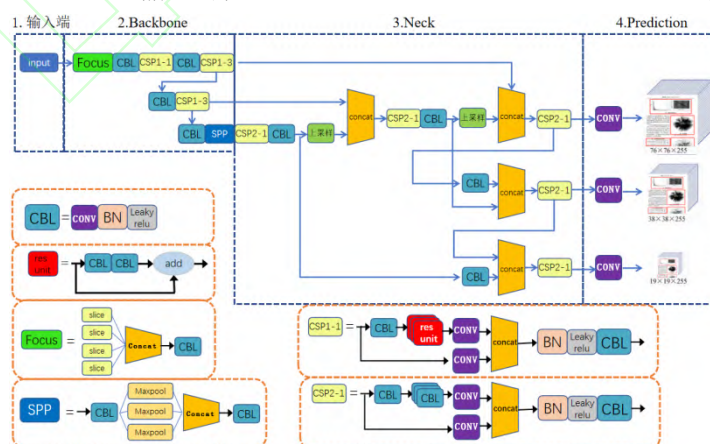 1. 输入端 2.Backbone 3.Neck 4.Prediction
input Focus CBL CSP1-1 CBL CSP1-3
CBL CSP1-3
CBL SPP CSP2-1 CBL 上采样 concat CSP2-1 CBL 上采样 concat CSP2-1 CONV
76×76×255
CBL concat CSP2-1 CONV
38×38×255
CBL concat CSP2-1 CONV
19×19×255
CBL = CONV BN Leaky relu
res unit = CBL CBL add
Focus = slice slice slice slice Concat CBL
SPP = CBL Maxpool Maxpool Maxpool Concat CBL
CSP1-1 = CBL res unit CONV CONV concat BN Leaky relu CBL
CSP2-1 = CBL CBL CONV CONV concat BN Leaky relu CBL